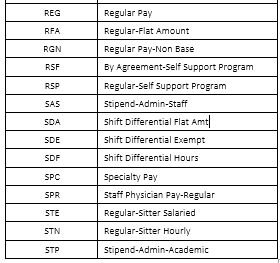 REG Regular Pay
RFA Regular-Flat Amount
RGN Regular Pay-Non Base
RSF By Agreement-Self Support Program
RSP Regular-Self Support Program
SAS Stipend-Admin-Staff
SDA Shift Differential Flat Amt
SDE Shift Differential Exempt
SDF Shift Differential Hours
SPC Specialty Pay
SPR Staff Physician Pay-Regular
STE Regular-Sitter Salaried
STN Regular-Sitter Hourly
STP Stipend-Admin-Academic